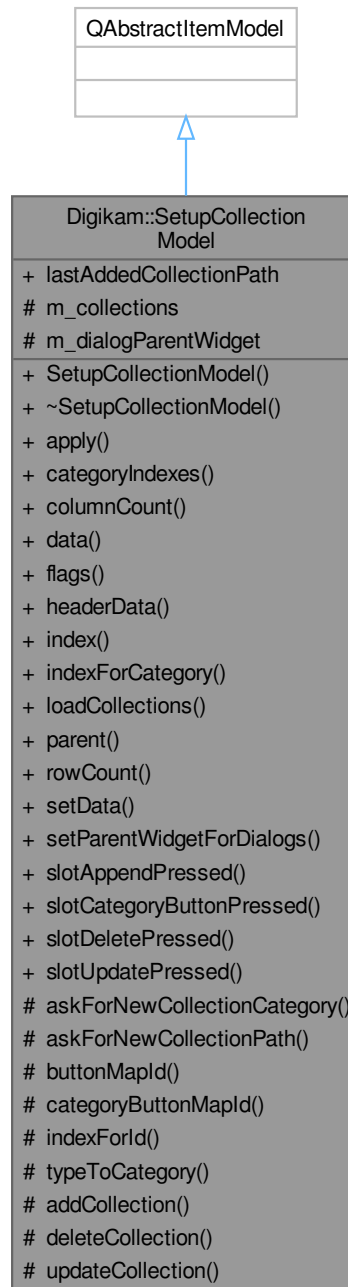 QAbstractItemModel
Digikam::SetupCollection
Model
+ lastAddedCollectionPath
# m_collections
# m_dialogParentWidget
+ SetupCollectionModel()
+ ~SetupCollectionModel()
+ apply()
+ categoryIndexes()
+ columnCount()
+ data()
+ flags()
+ headerData()
+ index()
+ indexForCategory()
+ loadCollections()
+ parent()
+ rowCount()
+ setData()
+ setParentWidgetForDialogs()
+ slotAppendPressed()
+ slotCategoryButtonPressed()
+ slotDeletePressed()
+ slotUpdatePressed()
# askForNewCollectionCategory()
# askForNewCollectionPath()
# buttonMapId()
# categoryButtonMapId()
# indexForId()
# typeToCategory()
# addCollection()
# deleteCollection()
# updateCollection()